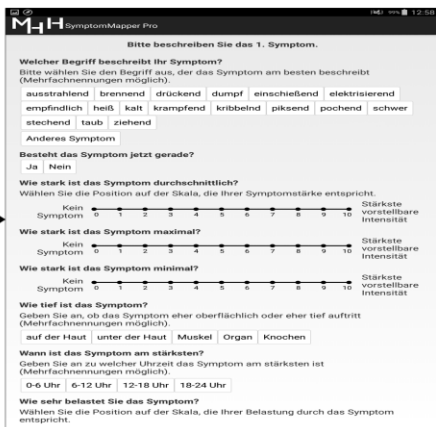 99% 12:58
MHH SymptomMapper Pro
Bitte beschreiben Sie das 1. Symptom.
Welcher Begriff beschreibt Ihr Symptom?
Bitte wählen Sie den Begriff aus, der das Symptom am besten beschreibt
(Mehrfachnennungen möglich).
ausstrahlend brennend drückend dumpf einschießend elektrisierend
empfindlich heiß kalt krampfend kribbelnd piksend pochend schwer
stechend taub ziehend
Anderes Symptom
Besteht das Symptom jetzt gerade?
Ja Nein
Wie stark ist das Symptom durchschnittlich?
Wählen Sie die Position auf der Skala, die Ihrer Symptomstärke entspricht.
Kein Symptom 0 1 2 3 4 5 6 7 8 9 10 Stärkste vorstellbare Intensität
Wie stark ist das Symptom maximal?
Kein Symptom 0 1 2 3 4 5 6 7 8 9 10 Stärkste vorstellbare Intensität
Wie stark ist das Symptom minimal?
Kein Symptom 0 1 2 3 4 5 6 7 8 9 10 Stärkste vorstellbare Intensität
Wie tief ist das Symptom?
Geben Sie an, ob das Symptom eher oberflächlich oder eher tief auftritt
(Mehrfachnennungen möglich).
auf der Haut unter der Haut Muskel Organ Knochen
Wann ist das Symptom am stärksten?
Geben Sie an zu welcher Uhrzeit das Symptom am stärksten ist
(Mehrfachnennungen möglich).
0-6 Uhr 6-12 Uhr 12-18 Uhr 18-24 Uhr
Wie sehr belastet Sie das Symptom?
Wählen Sie die Position auf der Skala, die Ihrer Belastung durch das Symptom
entspricht.